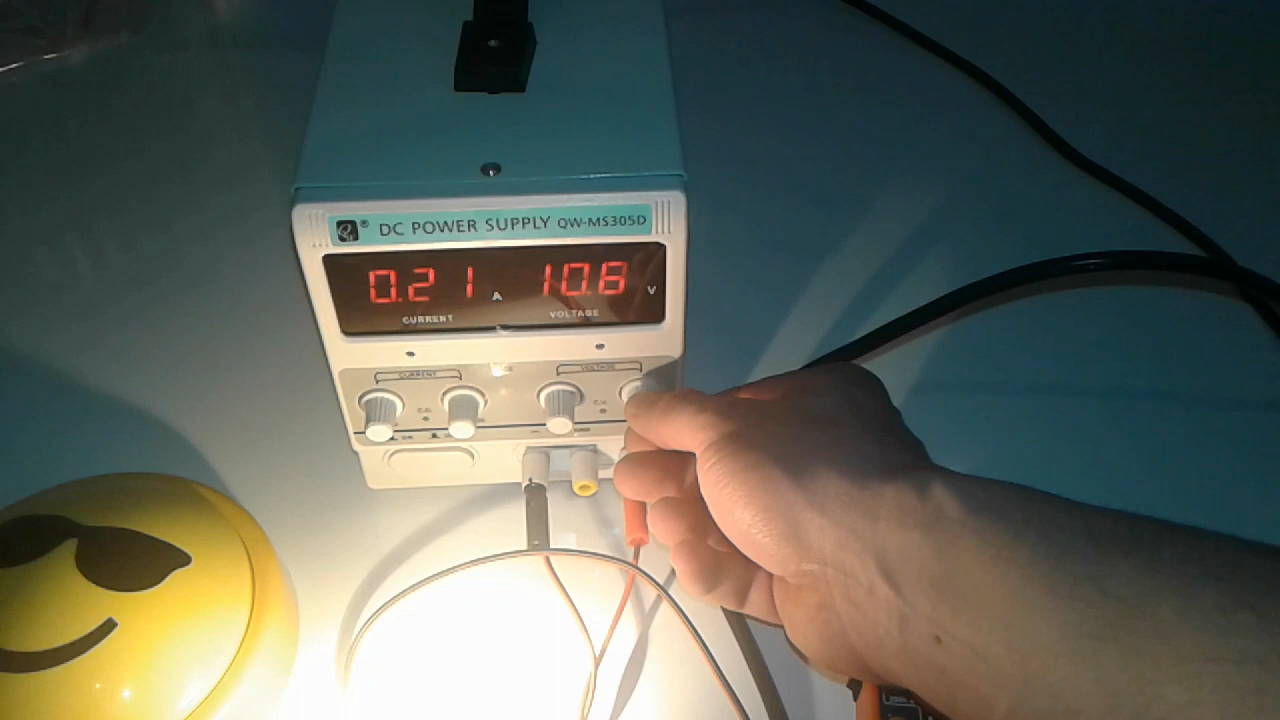 ® DC POWER SUPPLY QW-MS305D
0.21 A 10.8 V
CURRENT VOLTAGE
CURRENT VOLTAGE
C.C. C.V.